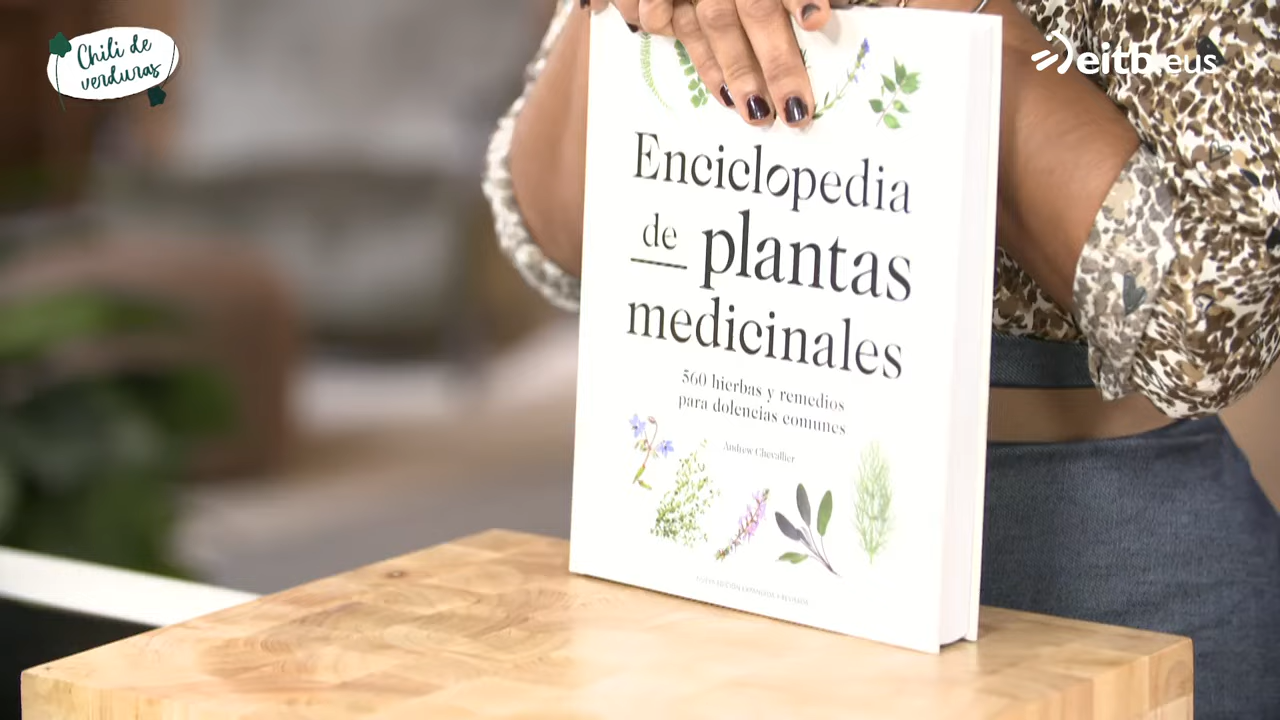 Chili de
verduras
eitb.eus
Enciclopedia
de plantas
medicinales
560 hierbas y remedios
para dolencias comunes
Andrew Chevallier